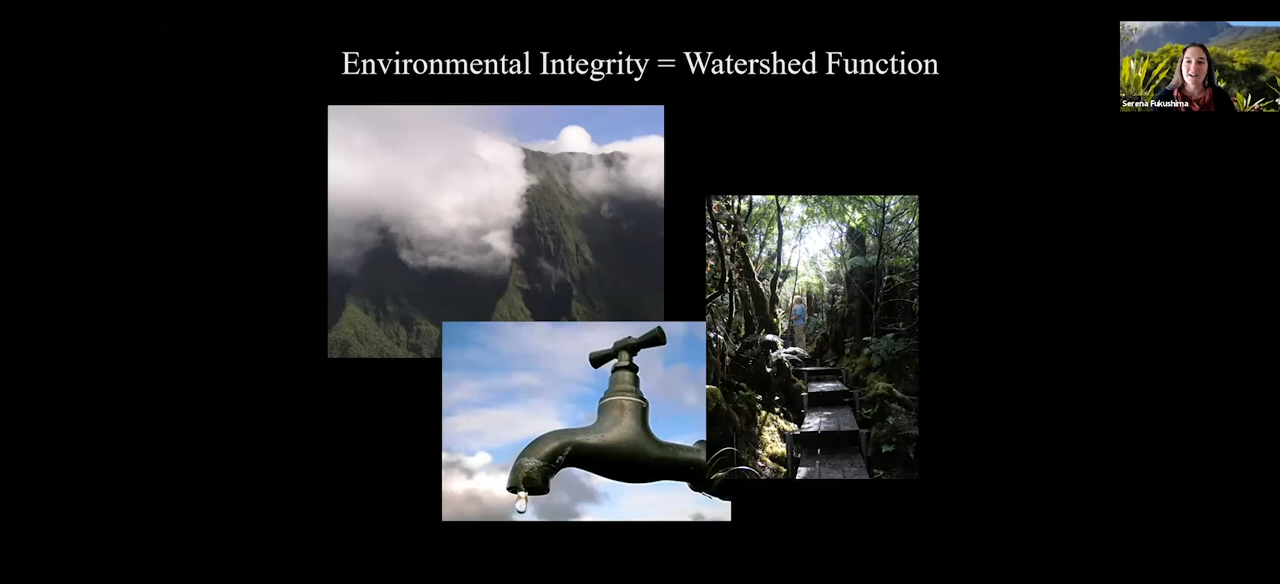 Environmental Integrity = Watershed Function
Serena Fukushima